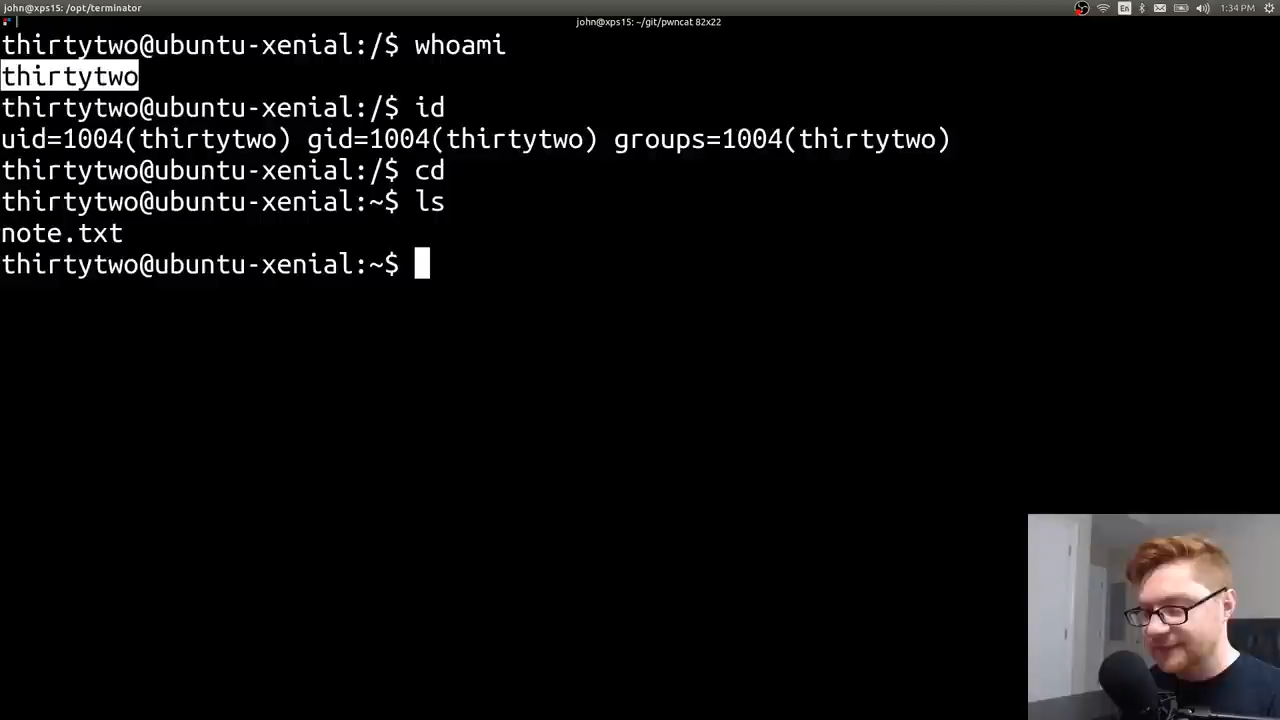 john@xps15: /opt/terminator
En
1:34 PM
john@xps15: ~/git/pwncat 82x22
thirtytwo@ubuntu-xenial:/$ whoami
thirtytwo
thirtytwo@ubuntu-xenial:/$ id
uid=1004(thirtytwo) gid=1004(thirtytwo) groups=1004(thirtytwo)
thirtytwo@ubuntu-xenial:/$ cd
thirtytwo@ubuntu-xenial:~$ ls
note.txt
thirtytwo@ubuntu-xenial:~$